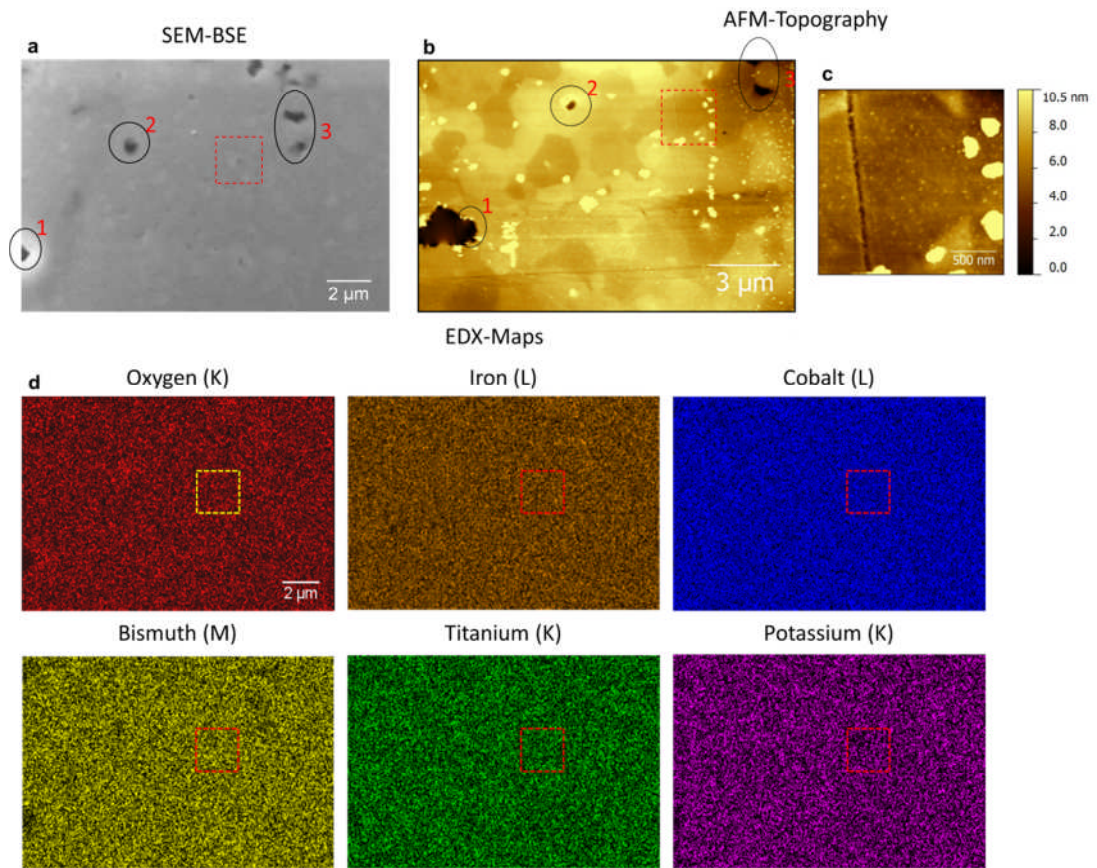 SEM-BSE
AFM-Topography
a
1
2
3
2 μm
b
1
2
3
3 μm
c
500 nm
10.5 nm
8.0
6.0
4.0
2.0
0.0
EDX-Maps
d
Oxygen (K)
Iron (L)
Cobalt (L)
2 μm
Bismuth (M)
Titanium (K)
Potassium (K)